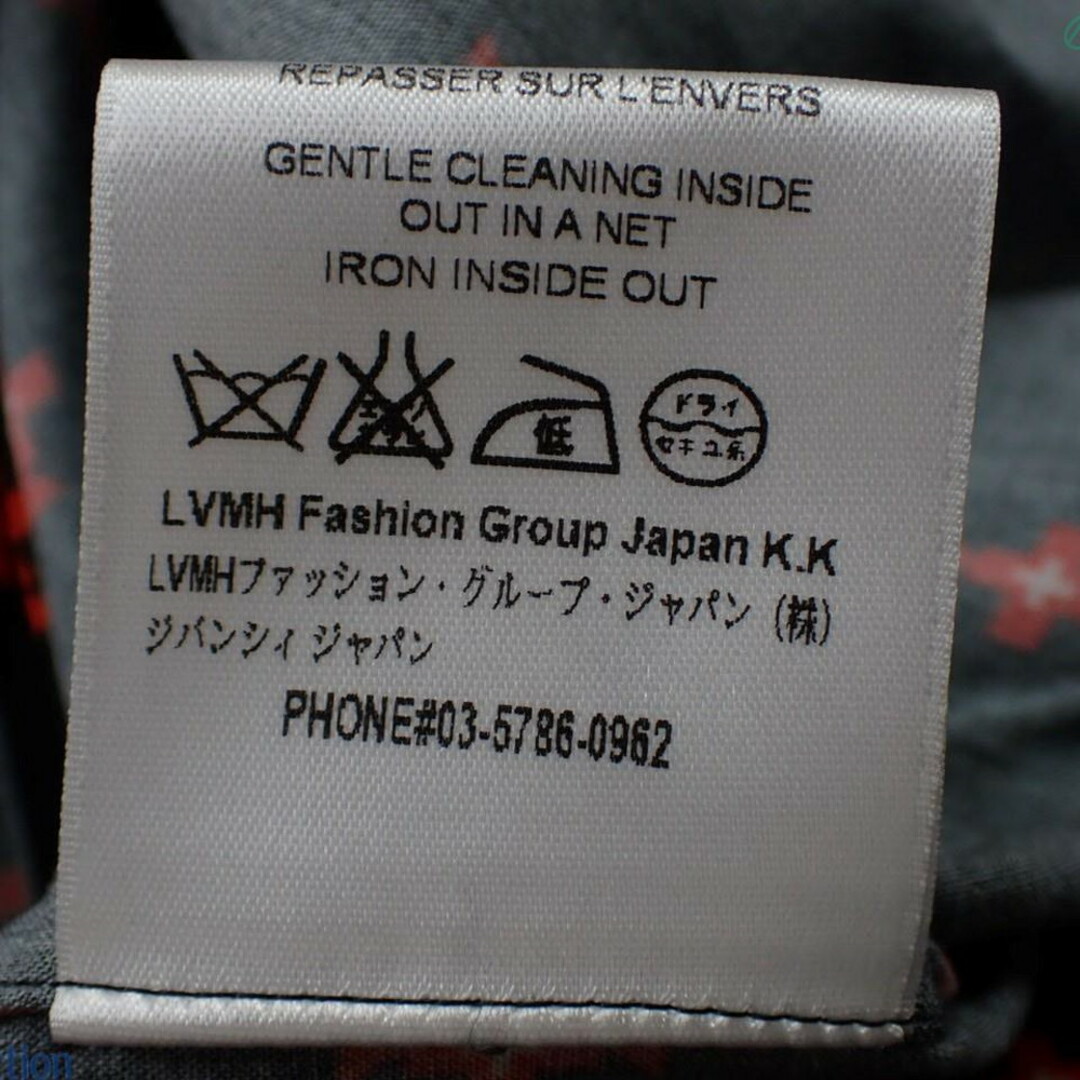 REPASSER SUR L'ENVERS
GENTLE CLEANING INSIDE
OUT IN A NET
IRON INSIDE OUT
低
ドライ
セキユ系
LVMH Fashion Group Japan K.K
LVMHファッション・グループ・ジャパン (株)
ジバンシィ ジャパン
PHONE#03-5786-0962
tion